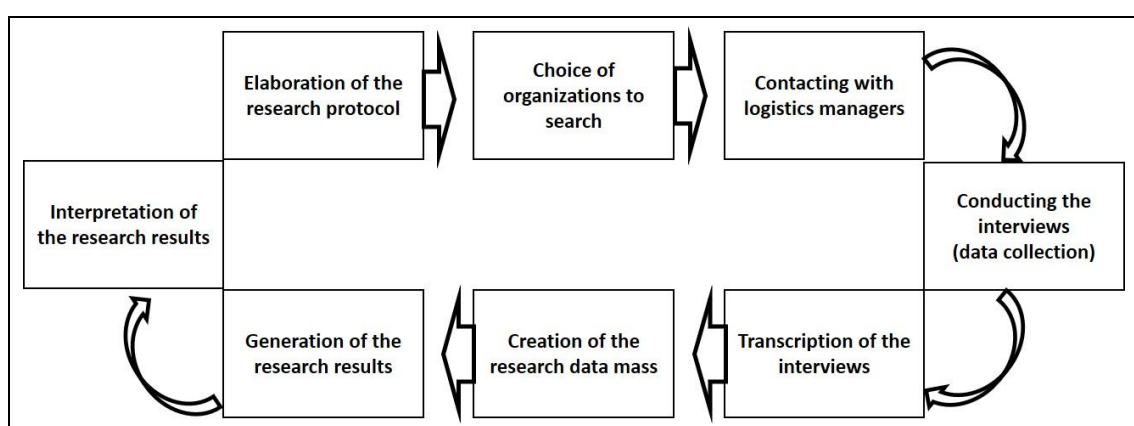 Elaboration of the
research protocol
Choice of
organizations to
search
Contacting with
logistics managers
Conducting the
interviews
(data collection)
Transcription of the
interviews
Creation of the
research data mass
Generation of the
research results
Interpretation of
the research results